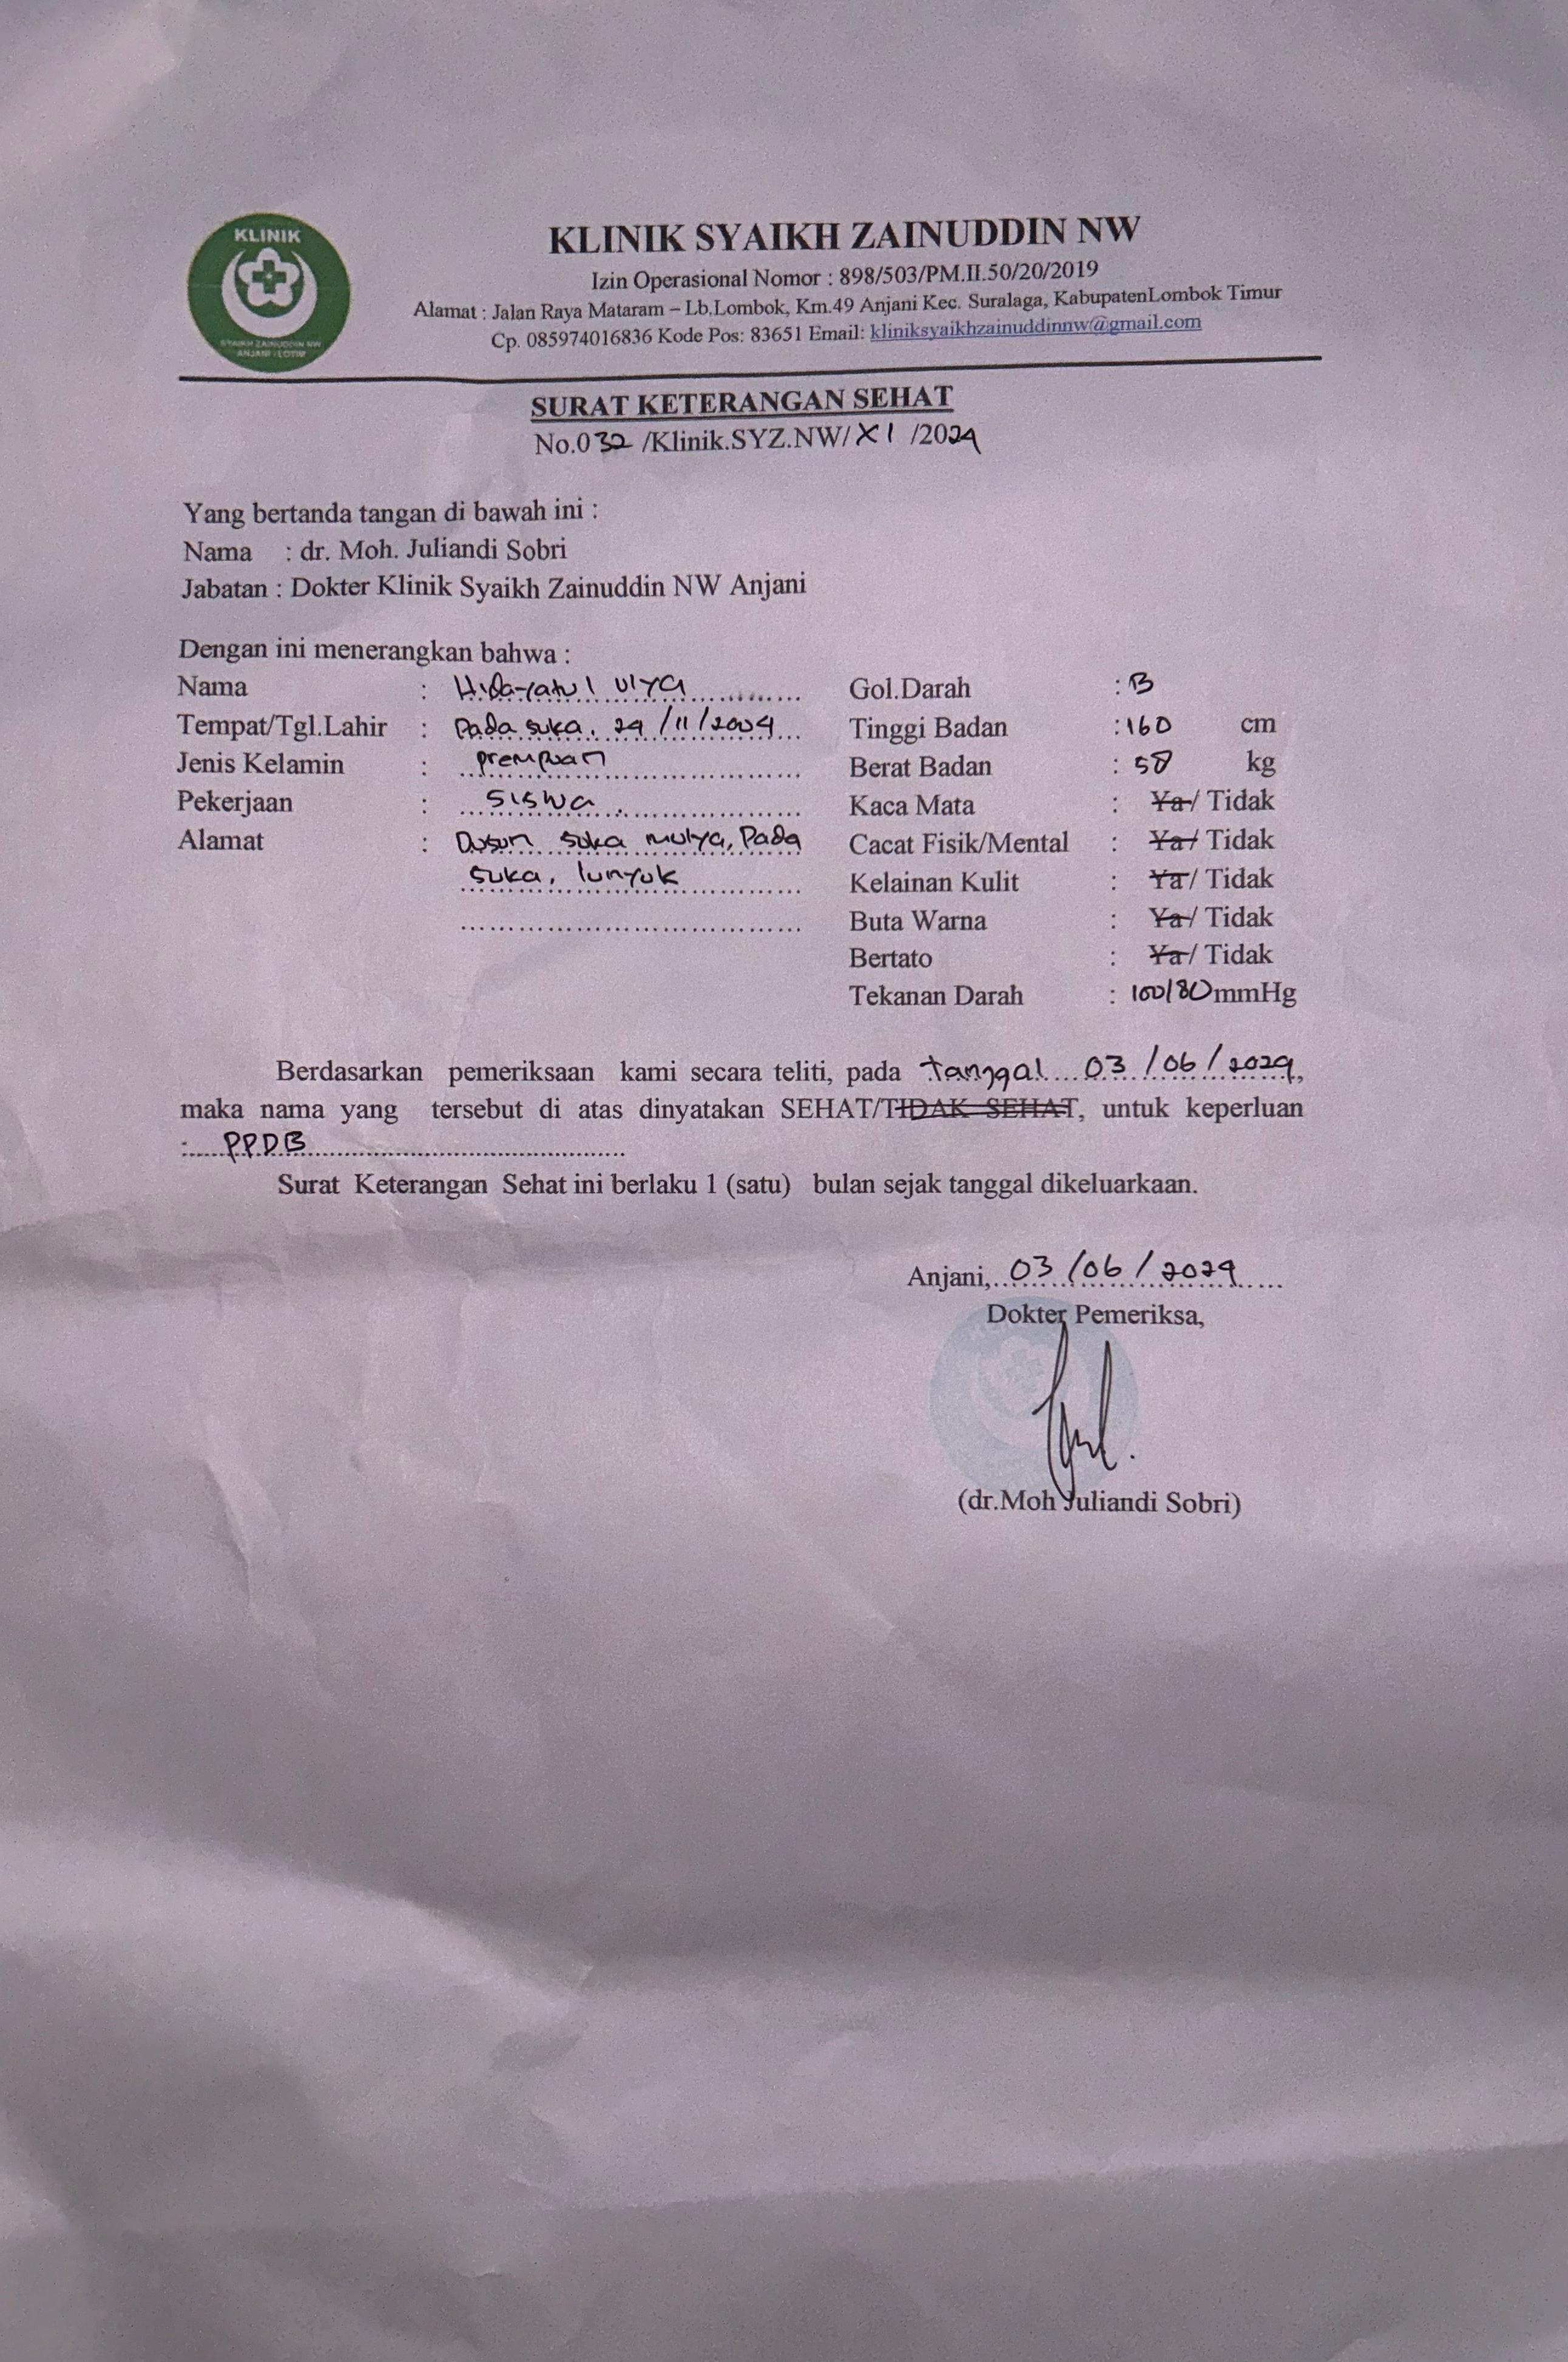 KLINIK
SYAIKH ZAINUDDIN NW
ANJANI - LOTIM
KLINIK SYAIKH ZAINUDDIN NW
Izin Operasional Nomor : 898/503/PM.II.50/20/2019
Alamat : Jalan Raya Mataram – Lb.Lombok, Km.49 Anjani Kec. Suralaga, KabupatenLombok Timur
Cp. 085974016836 Kode Pos: 83651 Email: kliniksyaikhzainuddinnw@gmail.com
SURAT KETERANGAN SEHAT
No.032 /Klinik.SYZ.NW/ XI /2024
Yang bertanda tangan di bawah ini :
Nama : dr. Moh. Juliandi Sobri
Jabatan : Dokter Klinik Syaikh Zainuddin NW Anjani
Dengan ini menerangkan bahwa :
Nama : Hidayatul Ulya Gol.Darah : B
Tempat/Tgl.Lahir : Pada suka, 24 /11/2004 Tinggi Badan : 160 cm
Jenis Kelamin : prempuan Berat Badan : 58 kg
Pekerjaan : siswa Kaca Mata : Ya/ Tidak
Alamat : Dusun suka mulya, Pada Cacat Fisik/Mental : Ya/ Tidak
suka, lunyuk Kelainan Kulit : Ya/ Tidak
Buta Warna : Ya/ Tidak
Bertato : Ya/ Tidak
Tekanan Darah : 100/80 mmHg
Berdasarkan pemeriksaan kami secara teliti, pada tanggal 03 /06 / 2024,
maka nama yang tersebut di atas dinyatakan SEHAT/TIDAK SEHAT, untuk keperluan
: PPDB
Surat Keterangan Sehat ini berlaku 1 (satu) bulan sejak tanggal dikeluarkaan.
Anjani, 03 /06 / 2024
Dokter Pemeriksa,
(dr.Moh Juliandi Sobri)